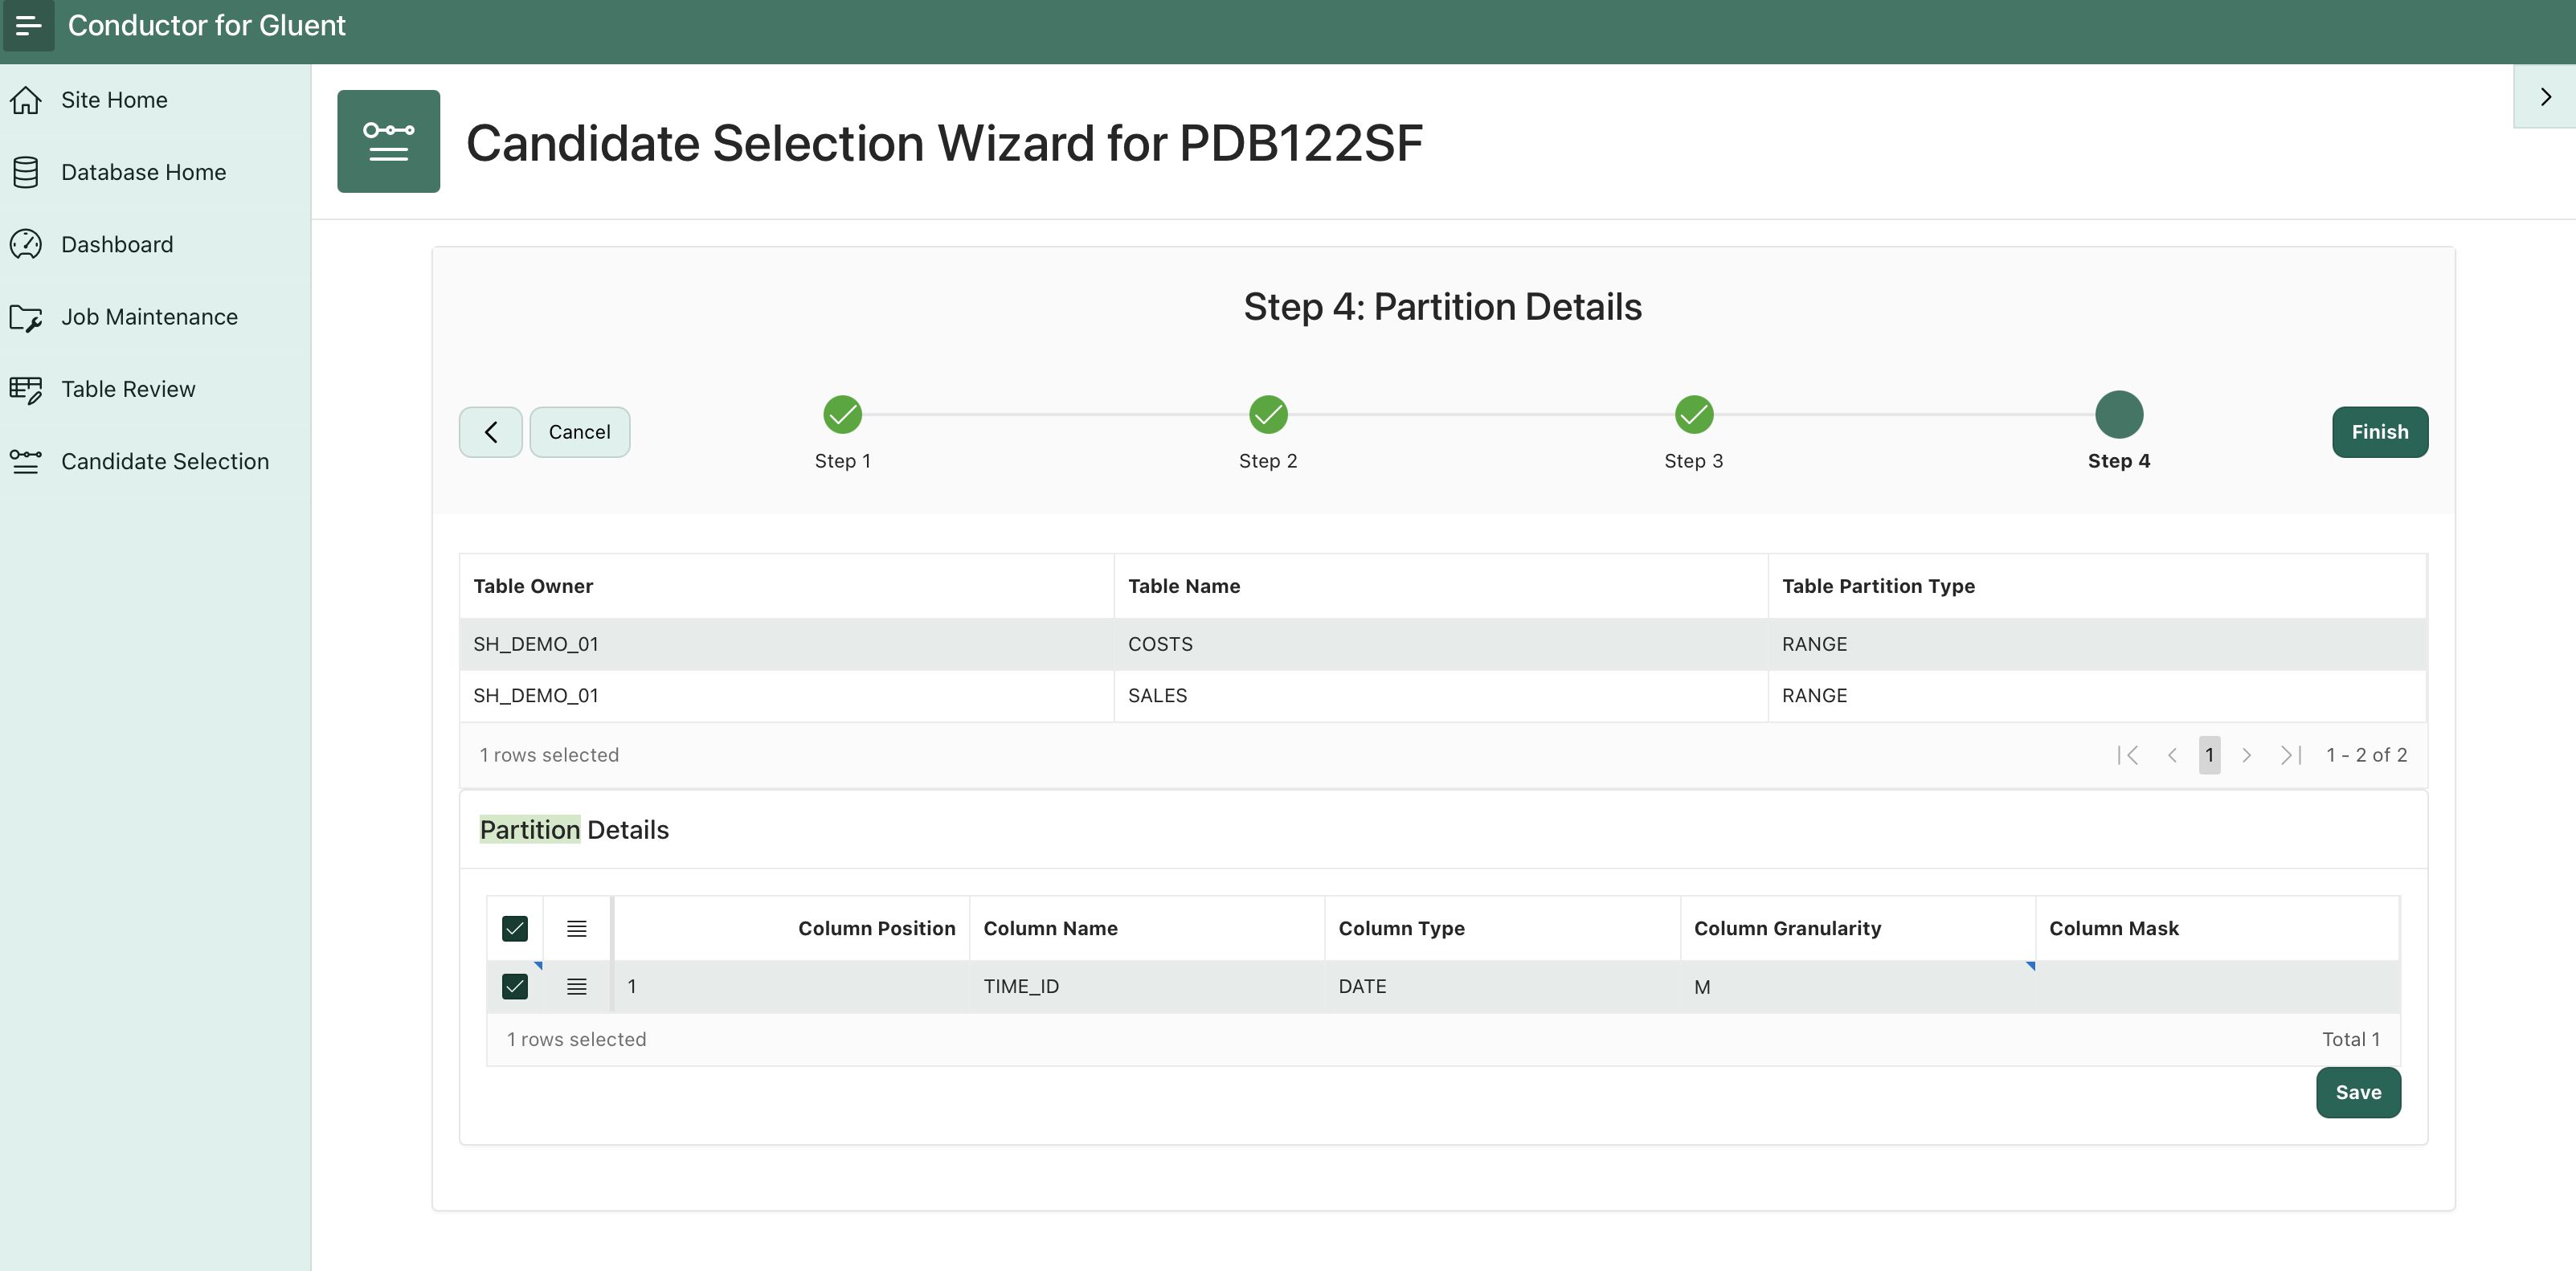 Conductor for Gluent
Site Home
Database Home
Dashboard
Job Maintenance
Table Review
Candidate Selection
Candidate Selection Wizard for PDB122SF
Step 4: Partition Details
Cancel
Step 1
Step 2
Step 3
Step 4
Finish
Table Owner Table Name Table Partition Type
SH_DEMO_01 COSTS RANGE
SH_DEMO_01 SALES RANGE
1 rows selected 1 1 - 2 of 2
Partition Details
Column Position Column Name Column Type Column Granularity Column Mask
1 TIME_ID DATE M
1 rows selected Total 1
Save